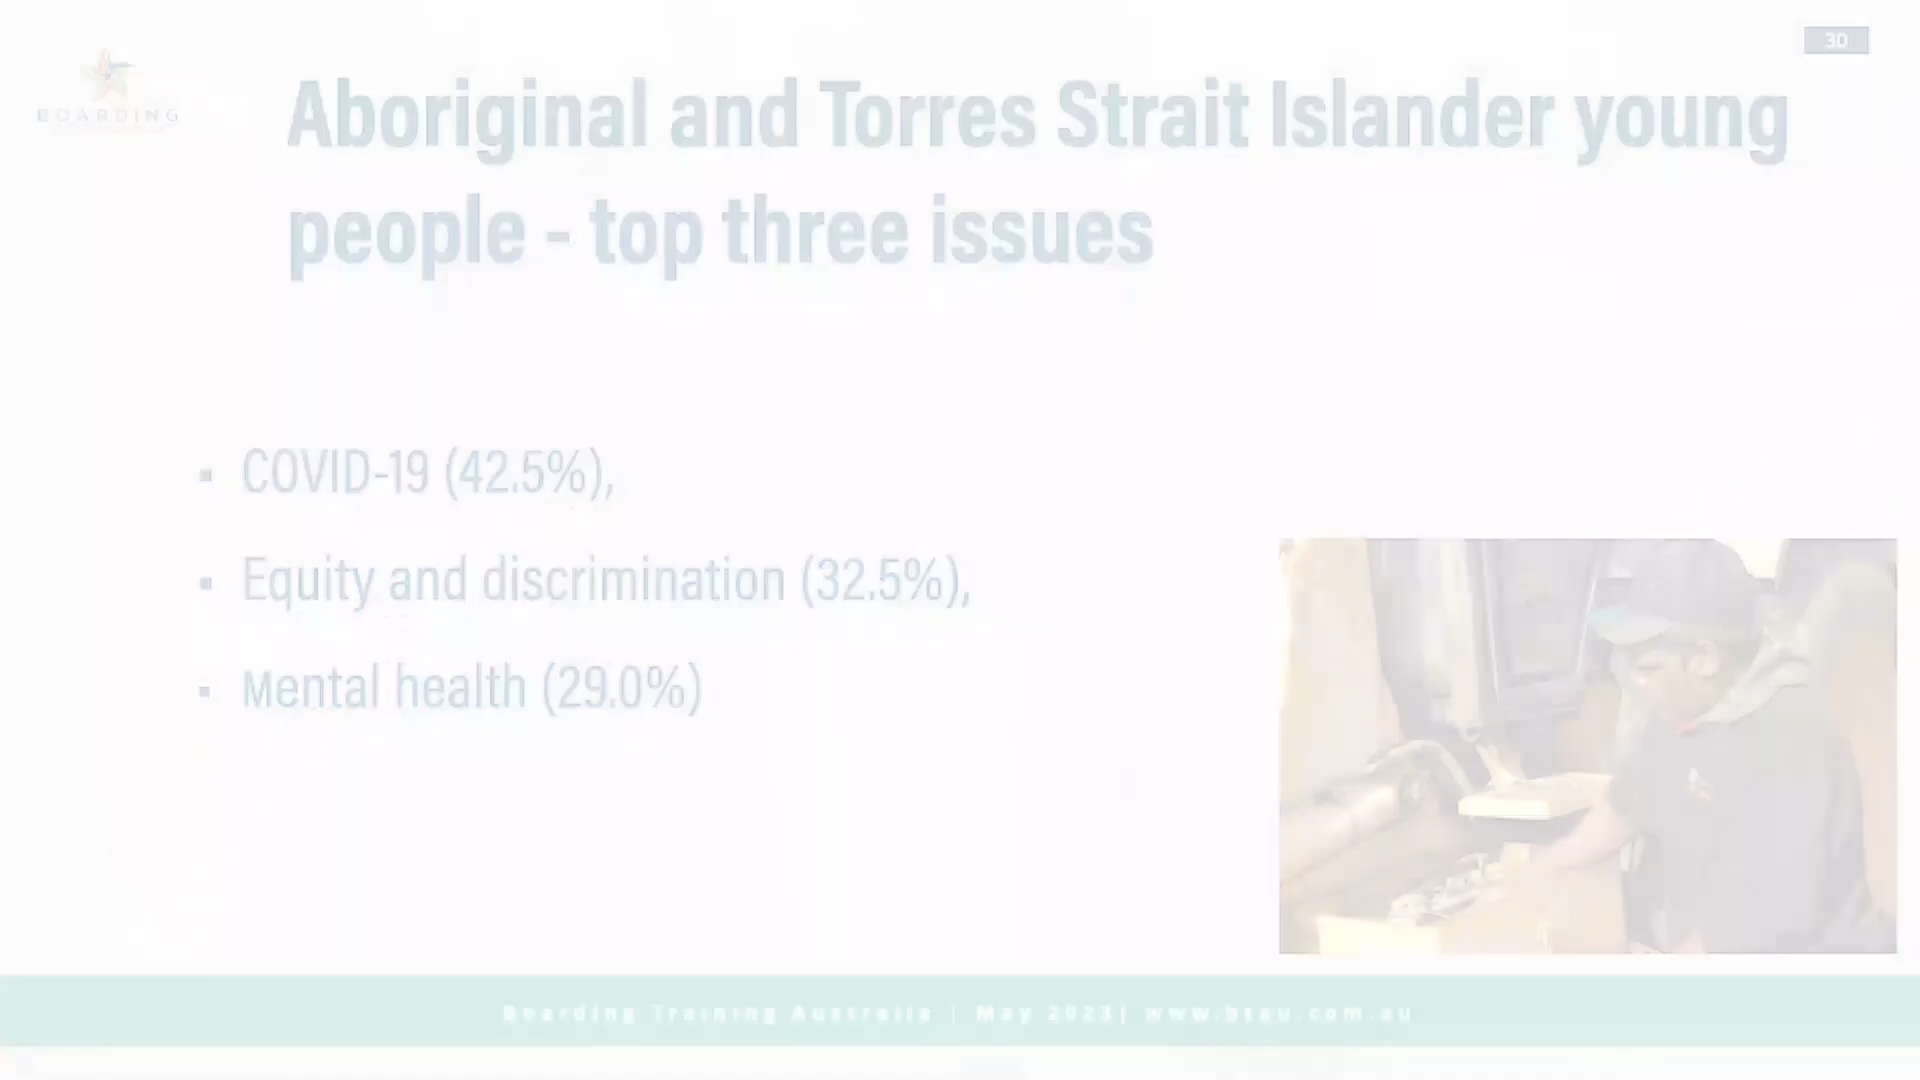 30
BOARDING
Aboriginal and Torres Strait Islander young
people - top three issues
▪ COVID-19 (42.5%),
▪ Equity and discrimination (32.5%),
▪ Mental health (29.0%)
Boarding Training Australia | May 2023| www.btau.com.au